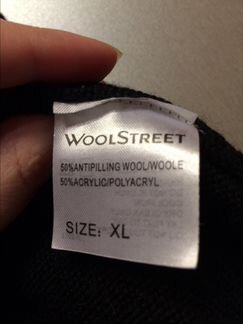 WOOLSTREET
50%ANTIPILLING WOOL/WOOLE
50%ACRYLIC/POLYACRYL
SIZE: XL